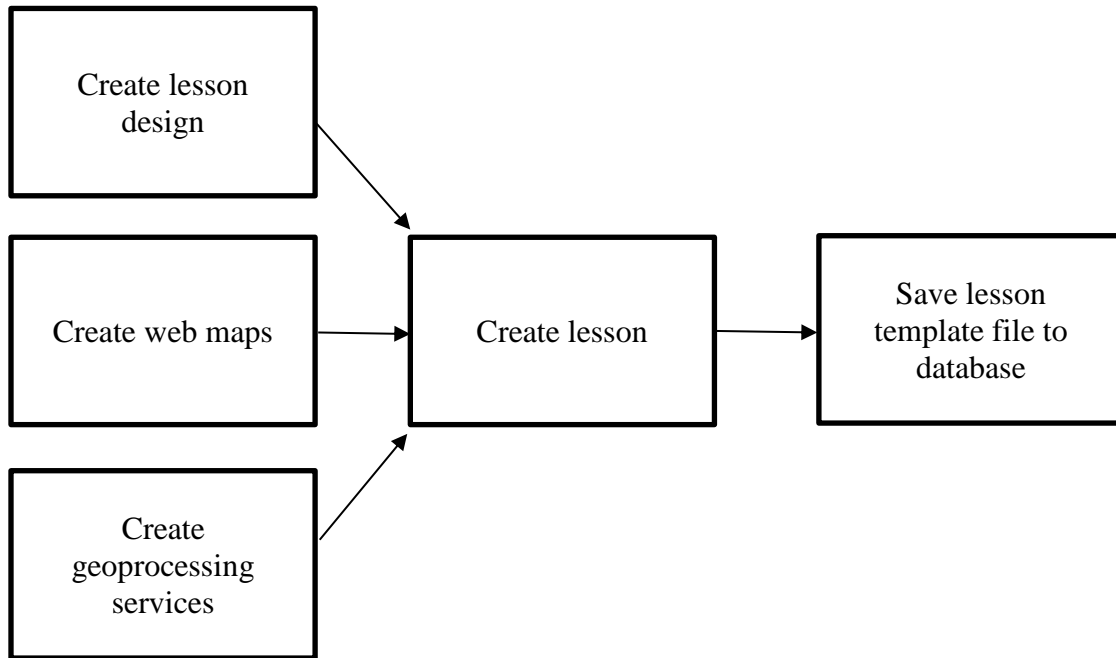 Create lesson
design
Create web maps
Create
geoprocessing
services
Create lesson
Save lesson
template file to
database